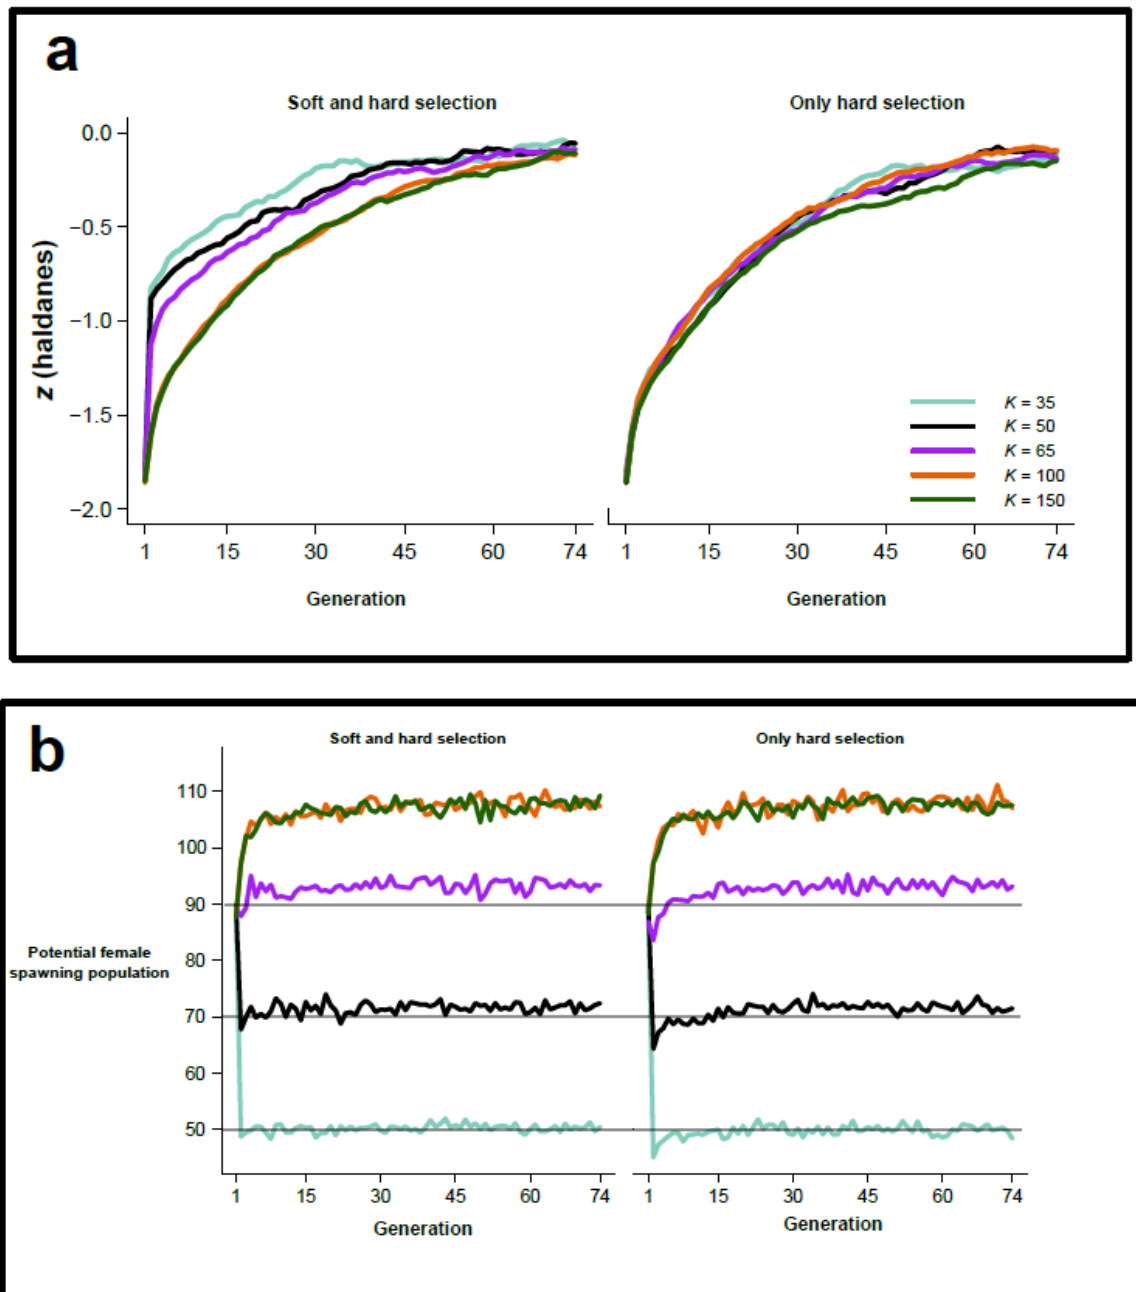 a
Soft and hard selection
Only hard selection
0.0
−0.5
−1.0
−1.5
−2.0
z (haldanes)
K = 35
K = 50
K = 65
K = 100
K = 150
1 15 30 45 60 74
1 15 30 45 60 74
Generation
Generation
b
Soft and hard selection
Only hard selection
110
100
90
80
70
60
50
Potential female
spawning population
1 15 30 45 60 74
1 15 30 45 60 74
Generation
Generation